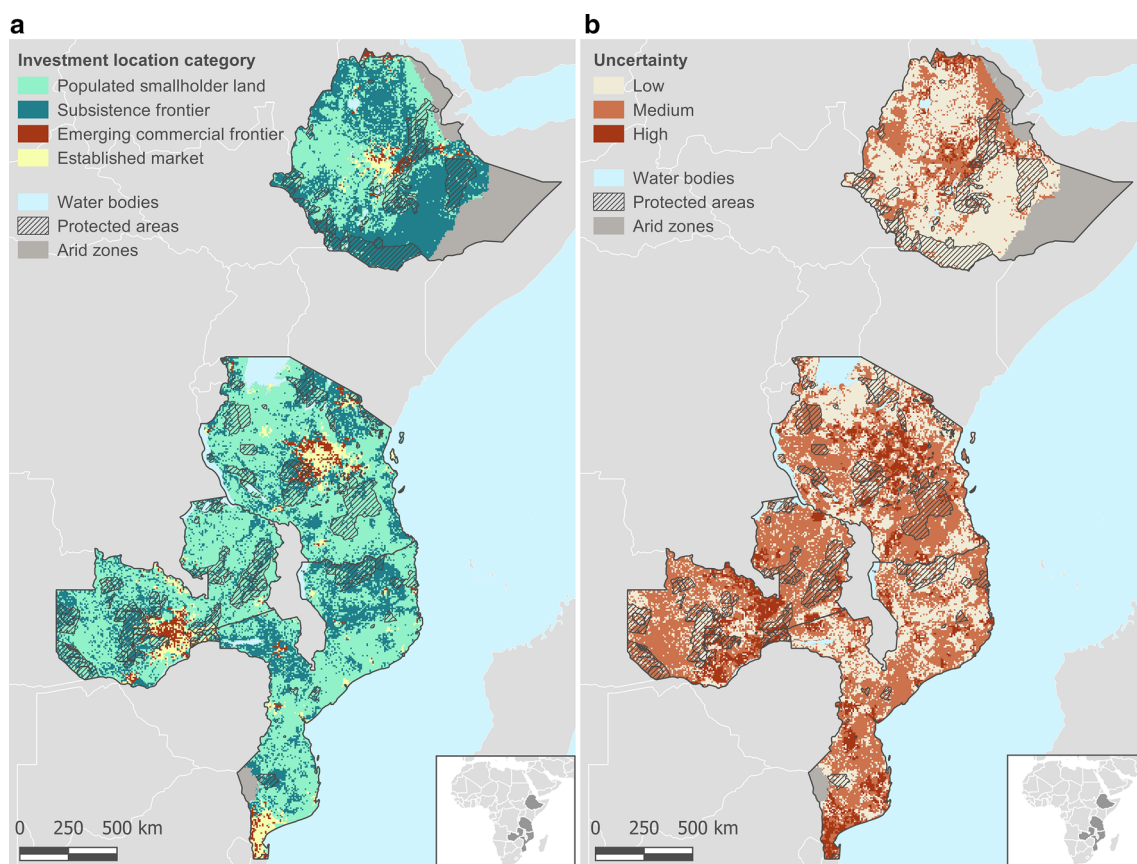 a
Investment location category
Populated smallholder land
Subsistence frontier
Emerging commercial frontier
Established market
Water bodies
Protected areas
Arid zones
0 250 500 km
b
Uncertainty
Low
Medium
High
Water bodies
Protected areas
Arid zones
0 250 500 km